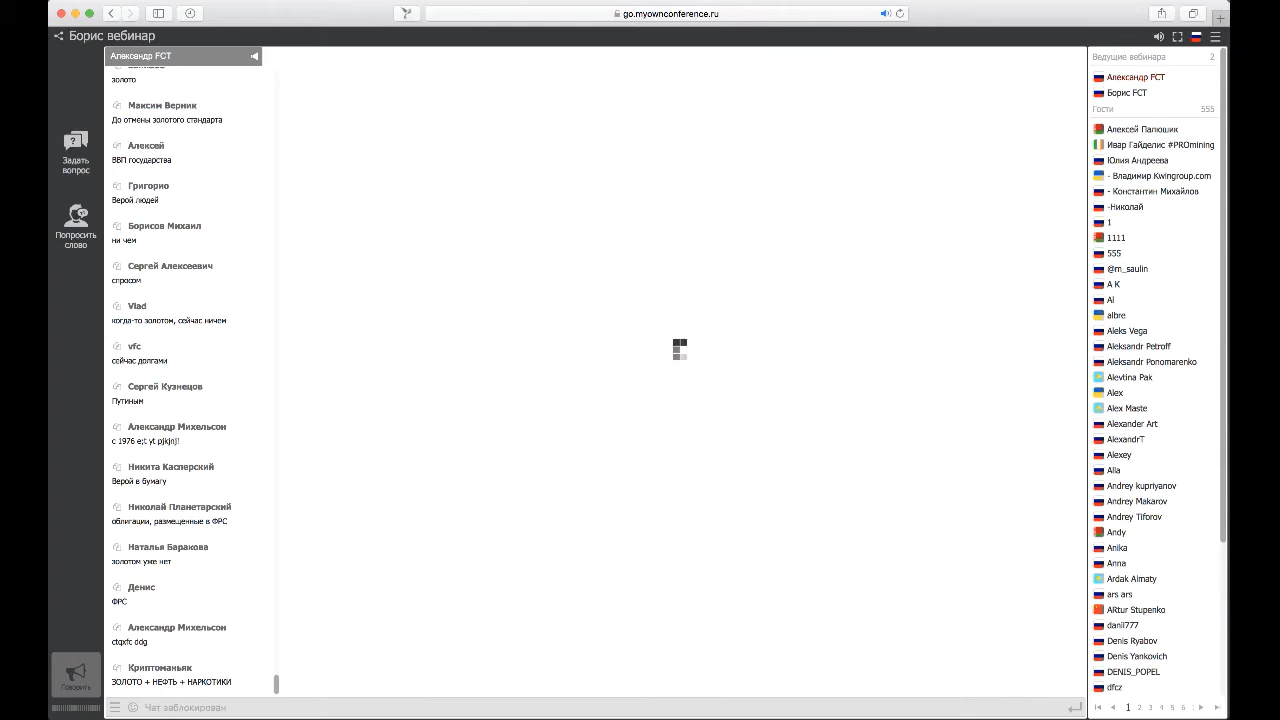 go.myownconference.ru
Борис вебинар
Александр FCT
золото
Максим Верник
До отмены золотого стандарта
Алексей
ВВП государства
Григорио
Верой людей
Борисов Михаил
ни чем
Сергей Алексеевич
спросом
Vlad
когда-то золотом, сейчас ничем
vfc
сейчас долгами
Сергей Кузнецов
Путиным
Александр Михельсон
с 1976 e;t yt pjkjnj!
Никита Касперский
Верой в бумагу
Николай Планетарский
облигации, размещенные в ФРС
Наталья Баракова
золотом уже нет
Денис
ФРС
Александр Михельсон
ctqxfc ddg
Криптоманьяк
ЗОЛОТО + НЕФТЬ + НАРКОТИКИ
Чат заблокирован
Задать
вопрос
Попросить
слово
Говорить
Ведущие вебинара 2
Александр FCT
Борис FCT
Гости 555
Алексей Палюшик
Ивар Гайделис #PROmining
Юлия Андреева
- Владимир Kwingroup.com
- Константин Михайлов
-Николай
1
1111
555
@m_saulin
A K
Al
albre
Aleks Vega
Aleksandr Petroff
Aleksandr Ponomarenko
Alevtina Pak
Alex
Alex Maste
Alexander Art
AlexandrT
Alexey
Alla
Andrey kupriyanov
Andrey Makarov
Andrey Tiforov
Andy
Anika
Anna
Ardak Almaty
ars ars
ARtur Stupenko
danil777
Denis Ryabov
Denis Yankovich
DENIS_POPEL
dfcz
1 2 3 4 5 6